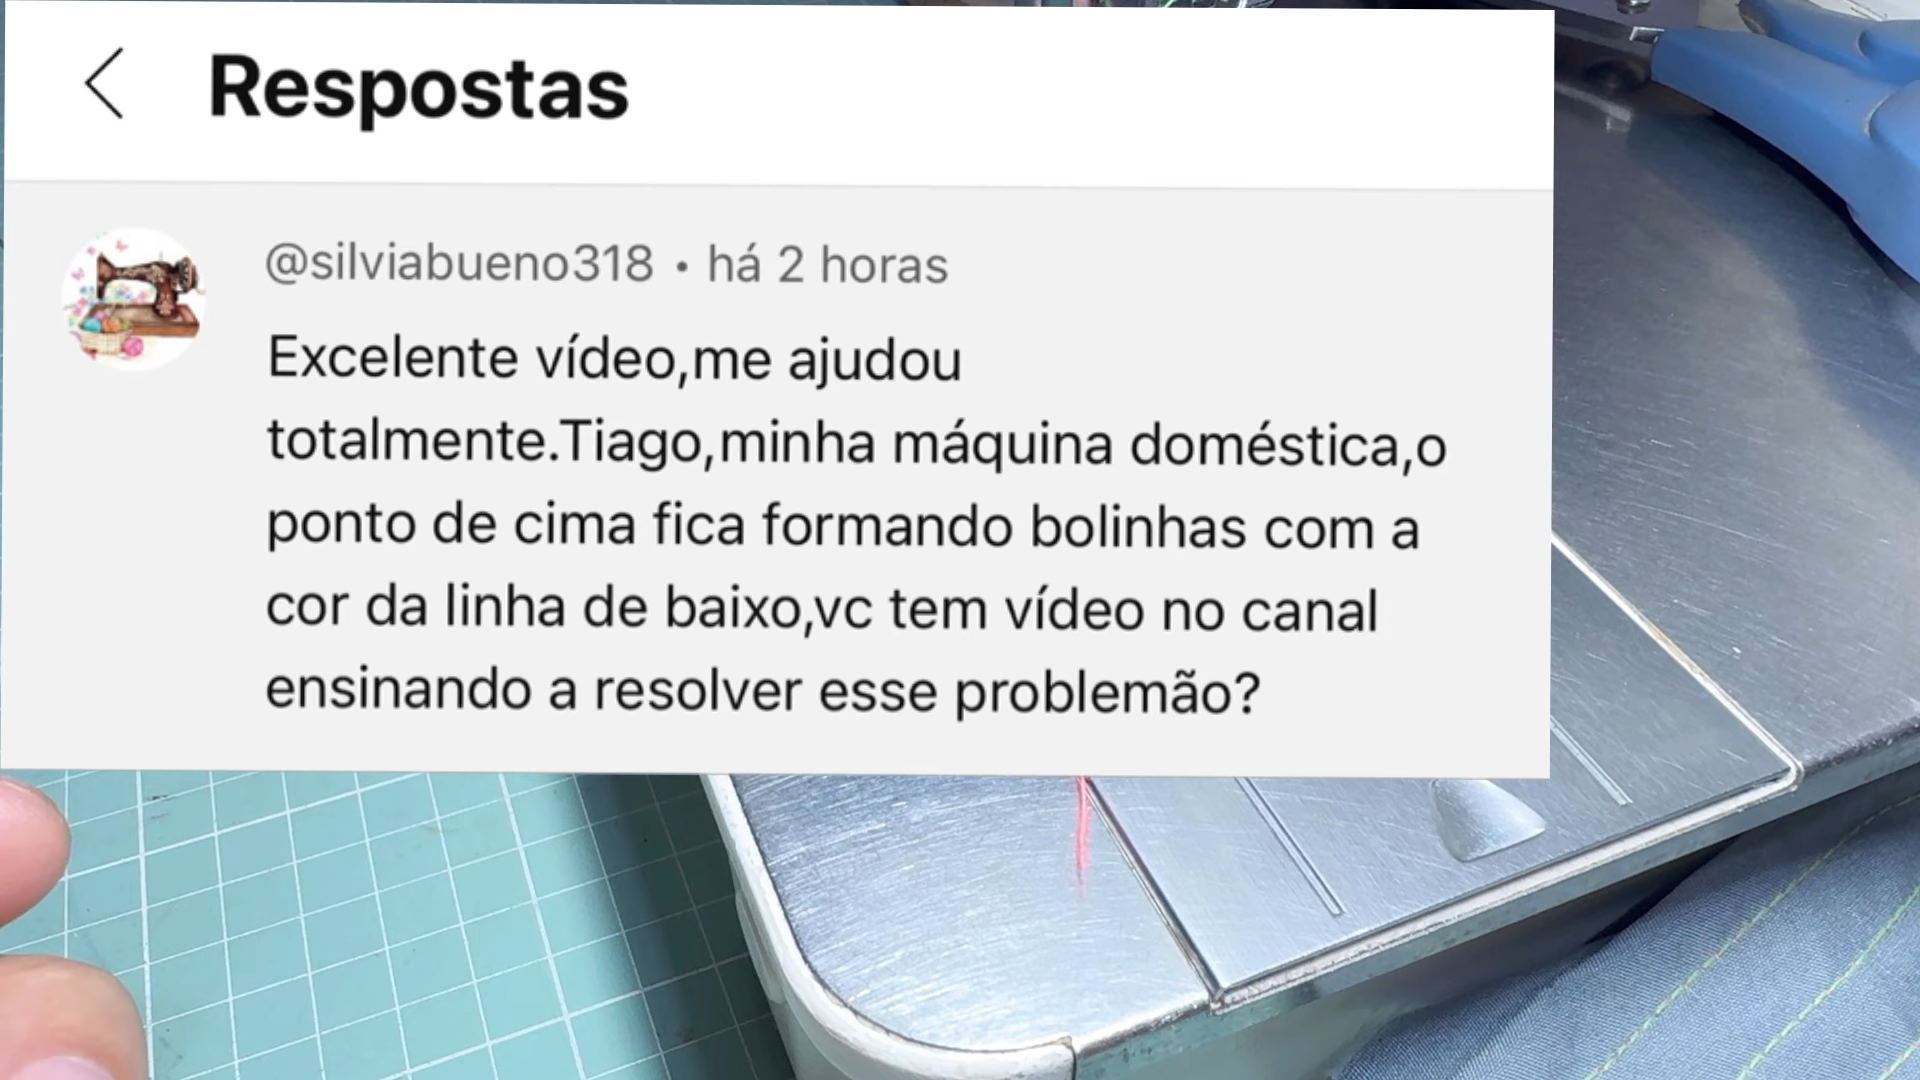 Respostas
@silviabueno318 • há 2 horas
Excelente vídeo,me ajudou
totalmente.Tiago,minha máquina doméstica,o
ponto de cima fica formando bolinhas com a
cor da linha de baixo,vc tem vídeo no canal
ensinando a resolver esse problemão?